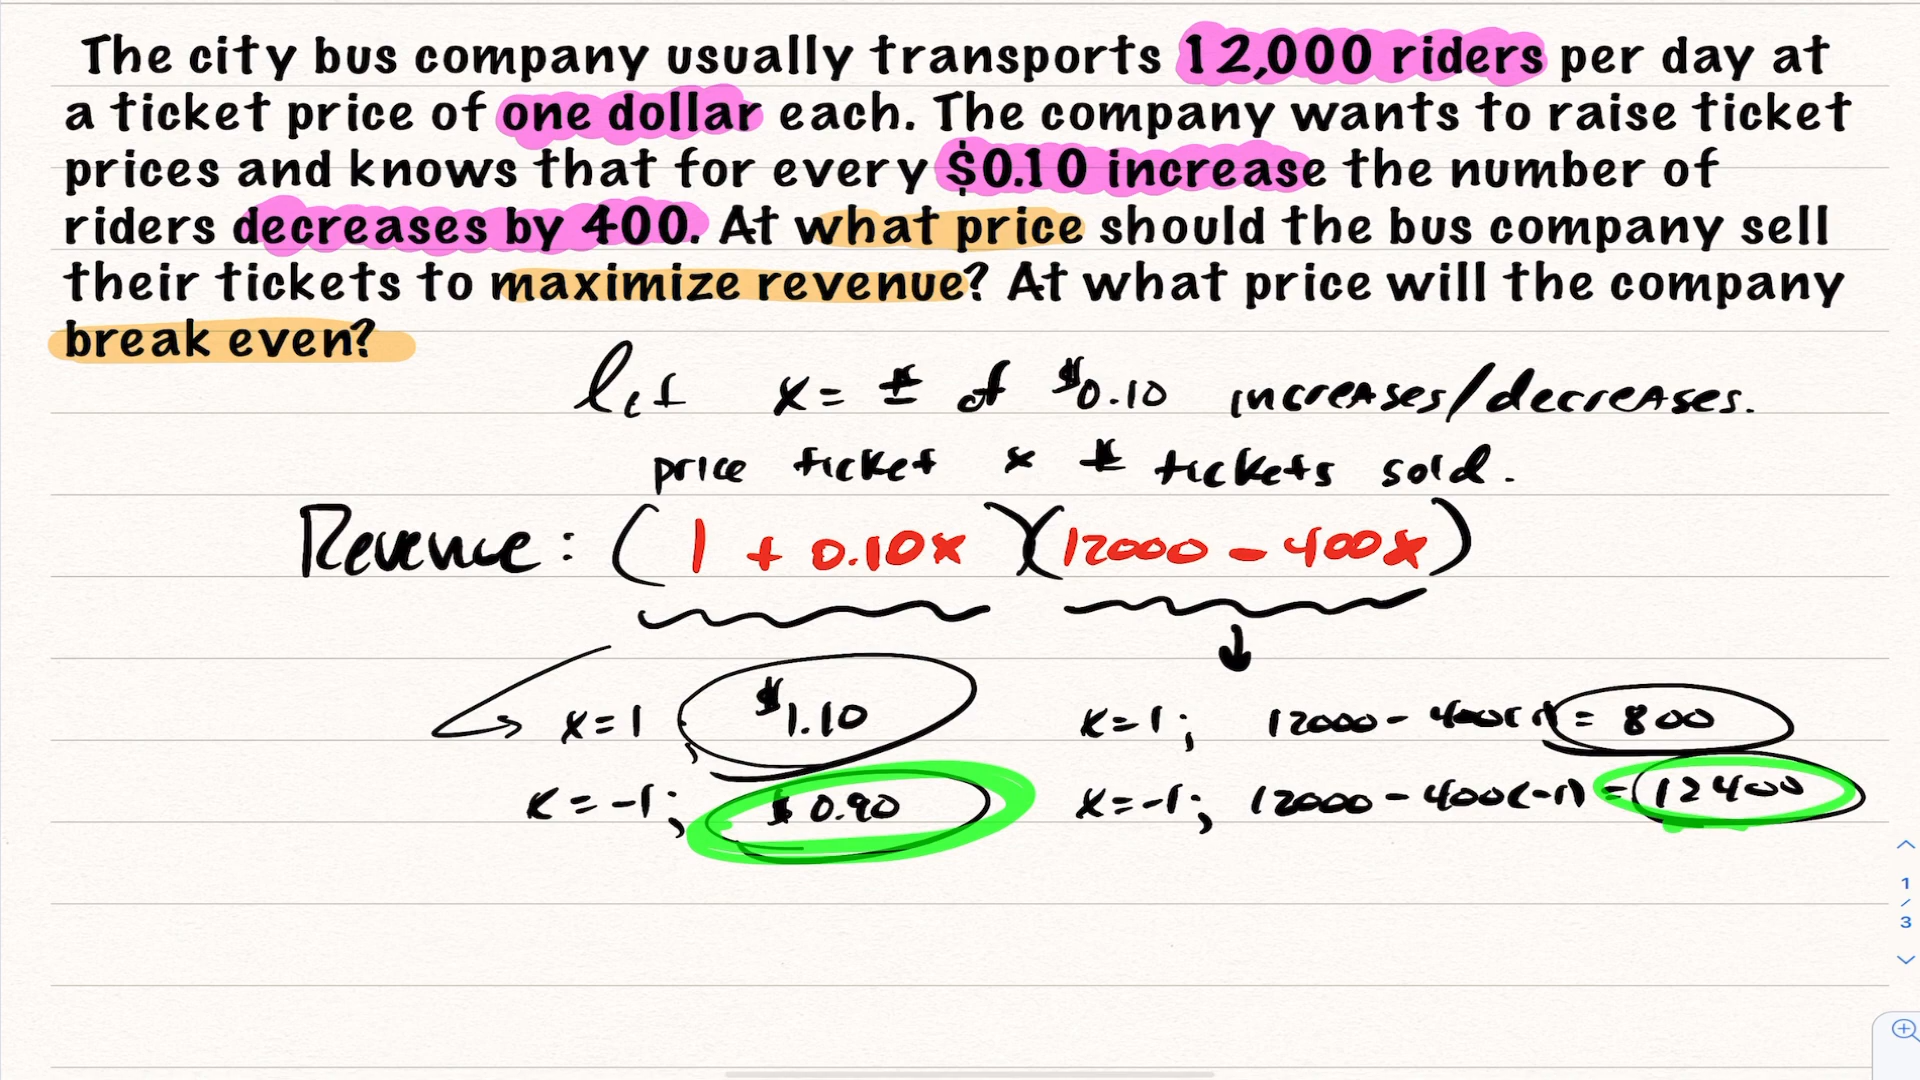 The city bus company usually transports 12,000 riders per day at
a ticket price of one dollar each. The company wants to raise ticket
prices and knows that for every $0.10 increase the number of
riders decreases by 400. At what price should the bus company sell
their tickets to maximize revenue? At what price will the company
break even?
let x = # of $0.10 increases/decreases.
price ticket x # tickets sold.
Revenue: (1 + 0.10x)(12000 - 400x)
x=1; $1.10
x=1; 12000 - 400(1) = 800
x=-1; $0.90
x=-1; 12000 - 400(-1) = 12400
1
/
3